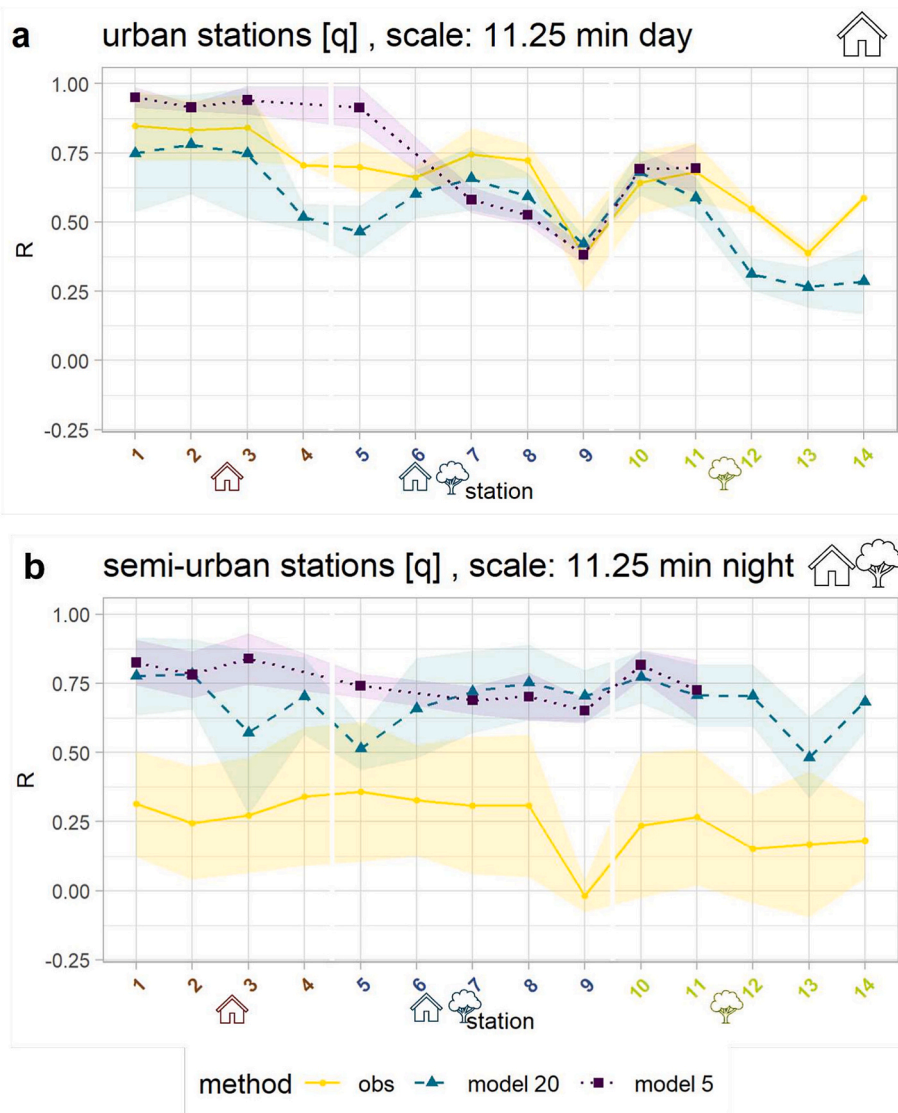 a urban stations [q] , scale: 11.25 min day
1.00
0.75
0.50
0.25
0.00
-0.25
R
1 2 3 4 5 6 7 8 9 10 11 12 13 14
station
b semi-urban stations [q] , scale: 11.25 min night
1.00
0.75
0.50
0.25
0.00
-0.25
R
1 2 3 4 5 6 7 8 9 10 11 12 13 14
station
method obs model 20 model 5